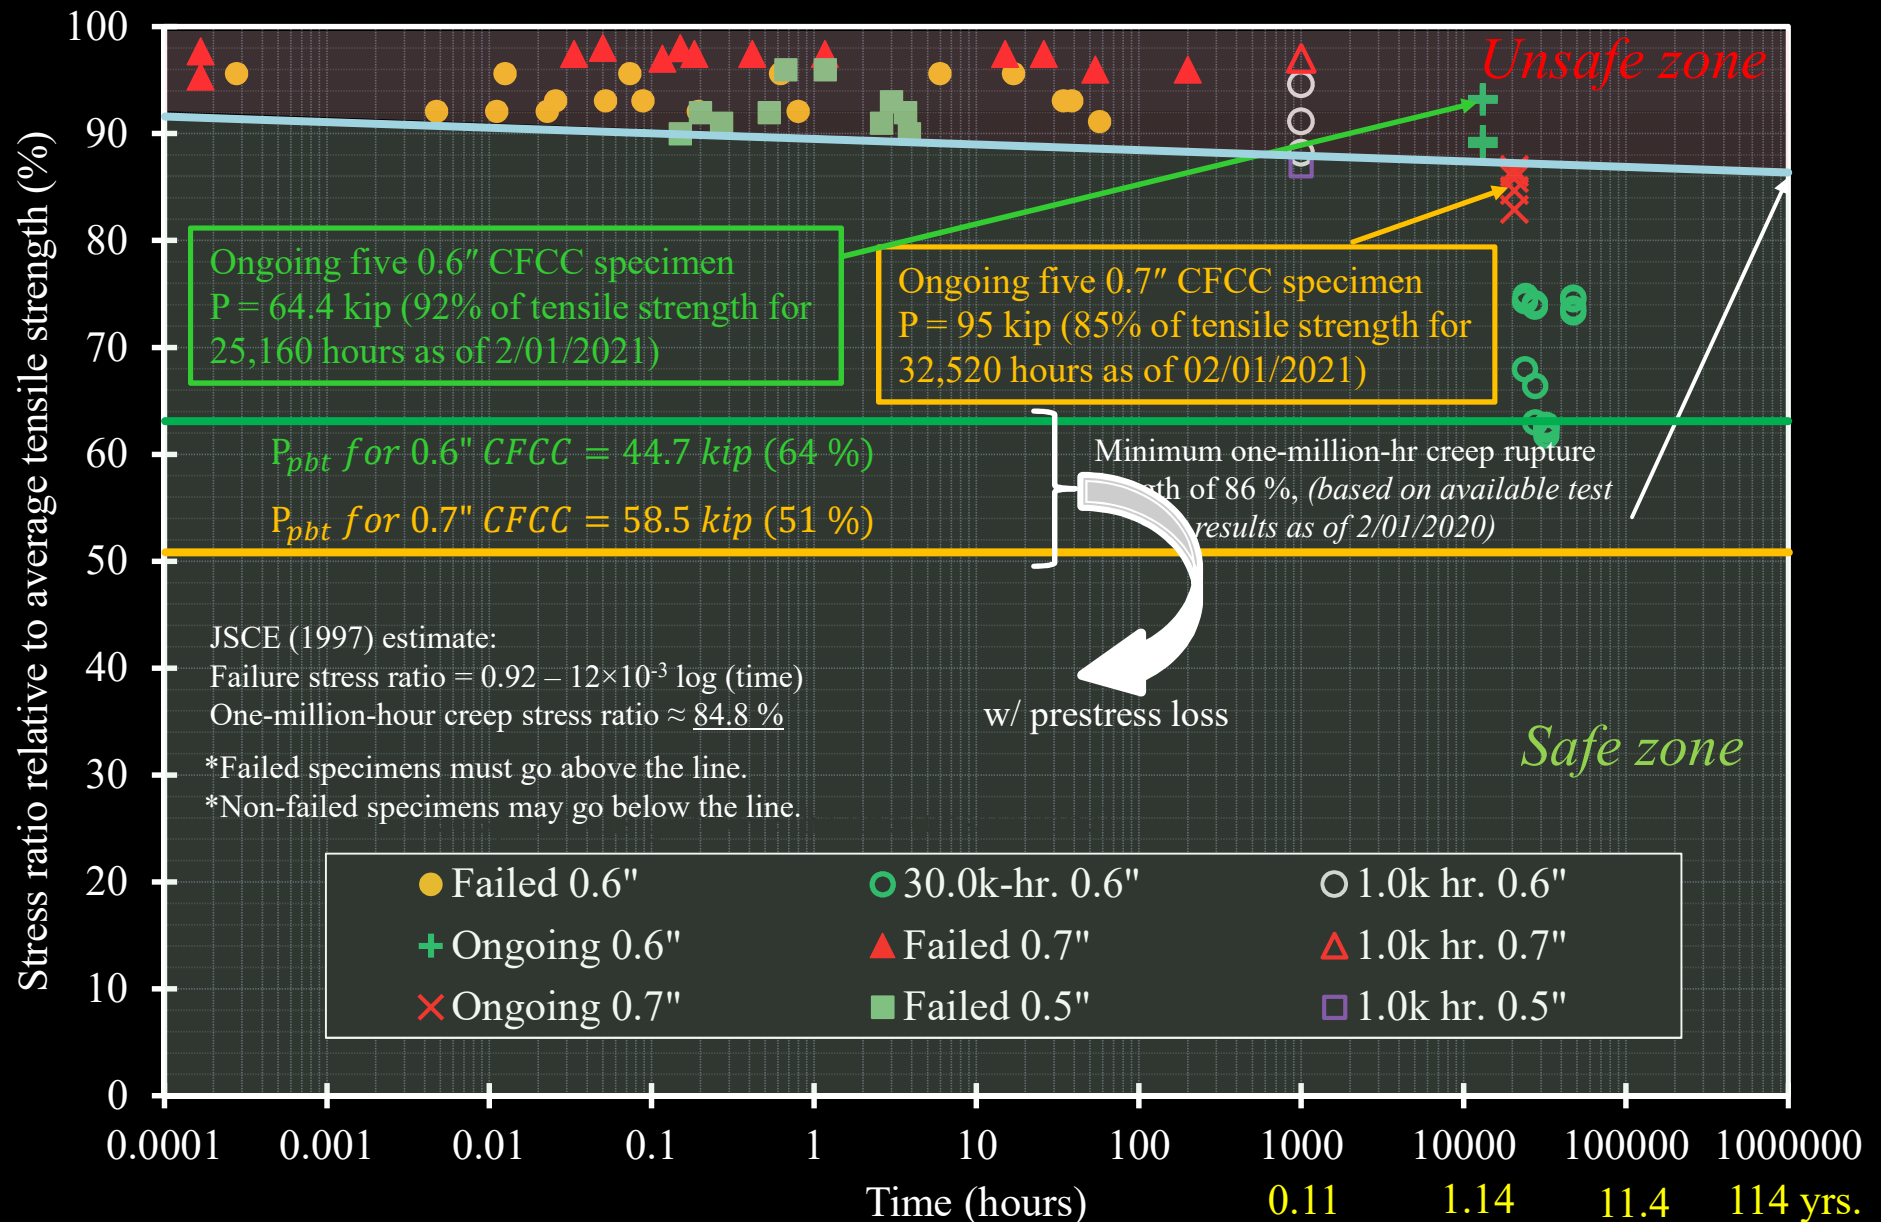 Stress ratio relative to average tensile strength (%)
100
90
80
70
60
50
40
30
20
10
0
Unsafe zone
Ongoing five 0.6″ CFCC specimen
P = 64.4 kip (92% of tensile strength for
25,160 hours as of 2/01/2021)
Ongoing five 0.7″ CFCC specimen
P = 95 kip (85% of tensile strength for
32,520 hours as of 02/01/2021)
P_pbt for 0.6" CFCC = 44.7 kip (64 %)
P_pbt for 0.7" CFCC = 58.5 kip (51 %)
Minimum one-million-hr creep rupture
of 86 %, (based on available test
results as of 2/01/2020)
JSCE (1997) estimate:
Failure stress ratio = 0.92 – 12×10⁻³ log (time)
One-million-hour creep stress ratio ≈ 84.8 %
*Failed specimens must go above the line.
*Non-failed specimens may go below the line.
w/ prestress loss
Safe zone
Failed 0.6"
30.0k-hr. 0.6"
1.0k hr. 0.6"
Ongoing 0.6"
Failed 0.7"
1.0k hr. 0.7"
Ongoing 0.7"
Failed 0.5"
1.0k hr. 0.5"
0.0001 0.001 0.01 0.1 1 10 100 1000 10000 100000 1000000
Time (hours)
0.11 1.14 11.4 114 yrs.